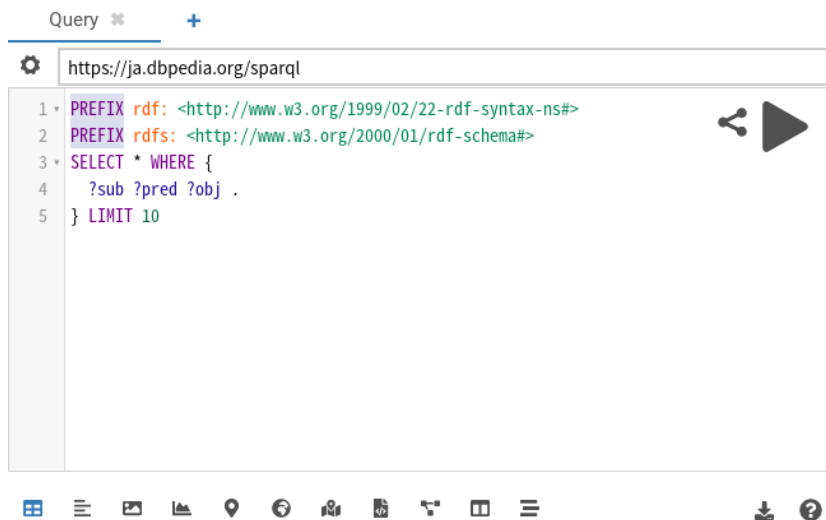 Query
https://ja.dbpedia.org/sparql
1 PREFIX rdf: <http://www.w3.org/1999/02/22-rdf-syntax-ns#>
2 PREFIX rdfs: <http://www.w3.org/2000/01/rdf-schema#>
3 SELECT * WHERE {
4 ?sub ?pred ?obj .
5 } LIMIT 10